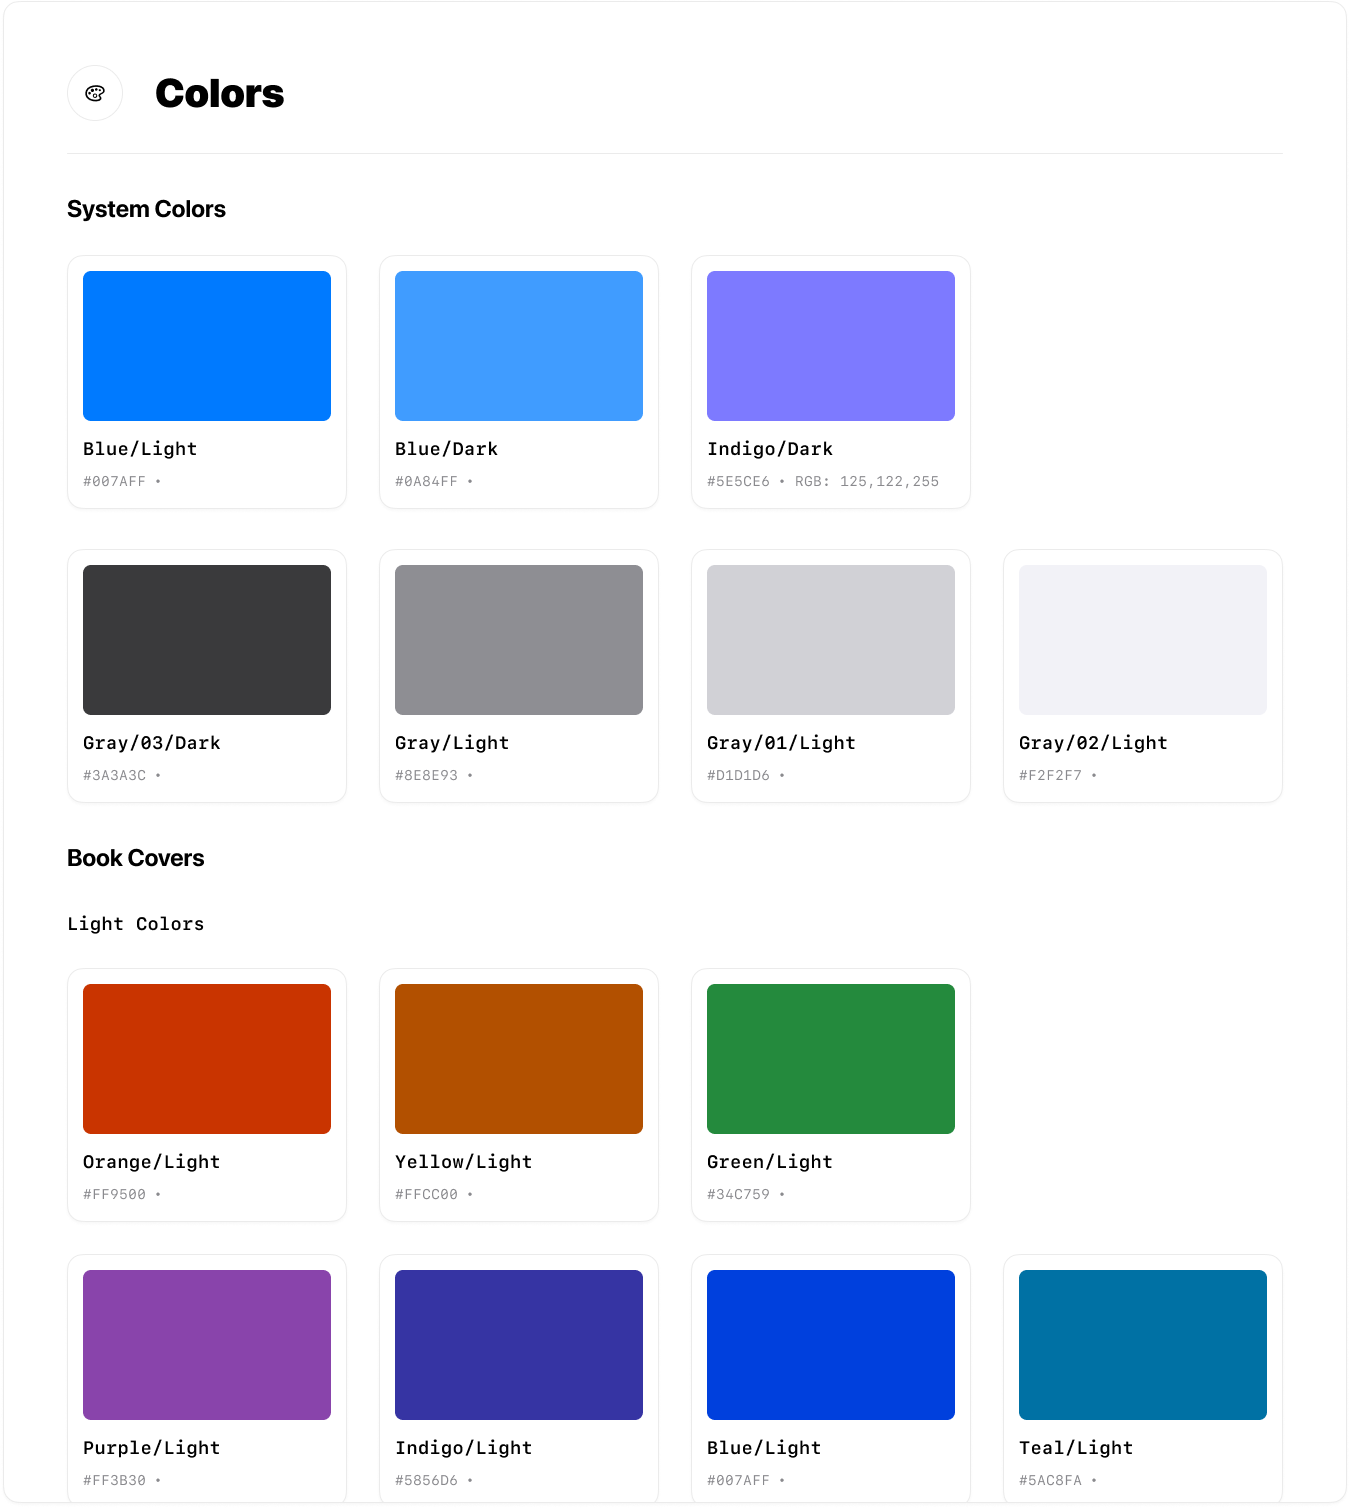 Colors
System Colors
Blue/Light
#007AFF •
Blue/Dark
#0A84FF •
Indigo/Dark
#5E5CE6 • RGB: 125,122,255
Gray/03/Dark
#3A3A3C •
Gray/Light
#8E8E93 •
Gray/01/Light
#D1D1D6 •
Gray/02/Light
#F2F2F7 •
Book Covers
Light Colors
Orange/Light
#FF9500 •
Yellow/Light
#FFCC00 •
Green/Light
#34C759 •
Purple/Light
#FF3B30 •
Indigo/Light
#5856D6 •
Blue/Light
#007AFF •
Teal/Light
#5AC8FA •